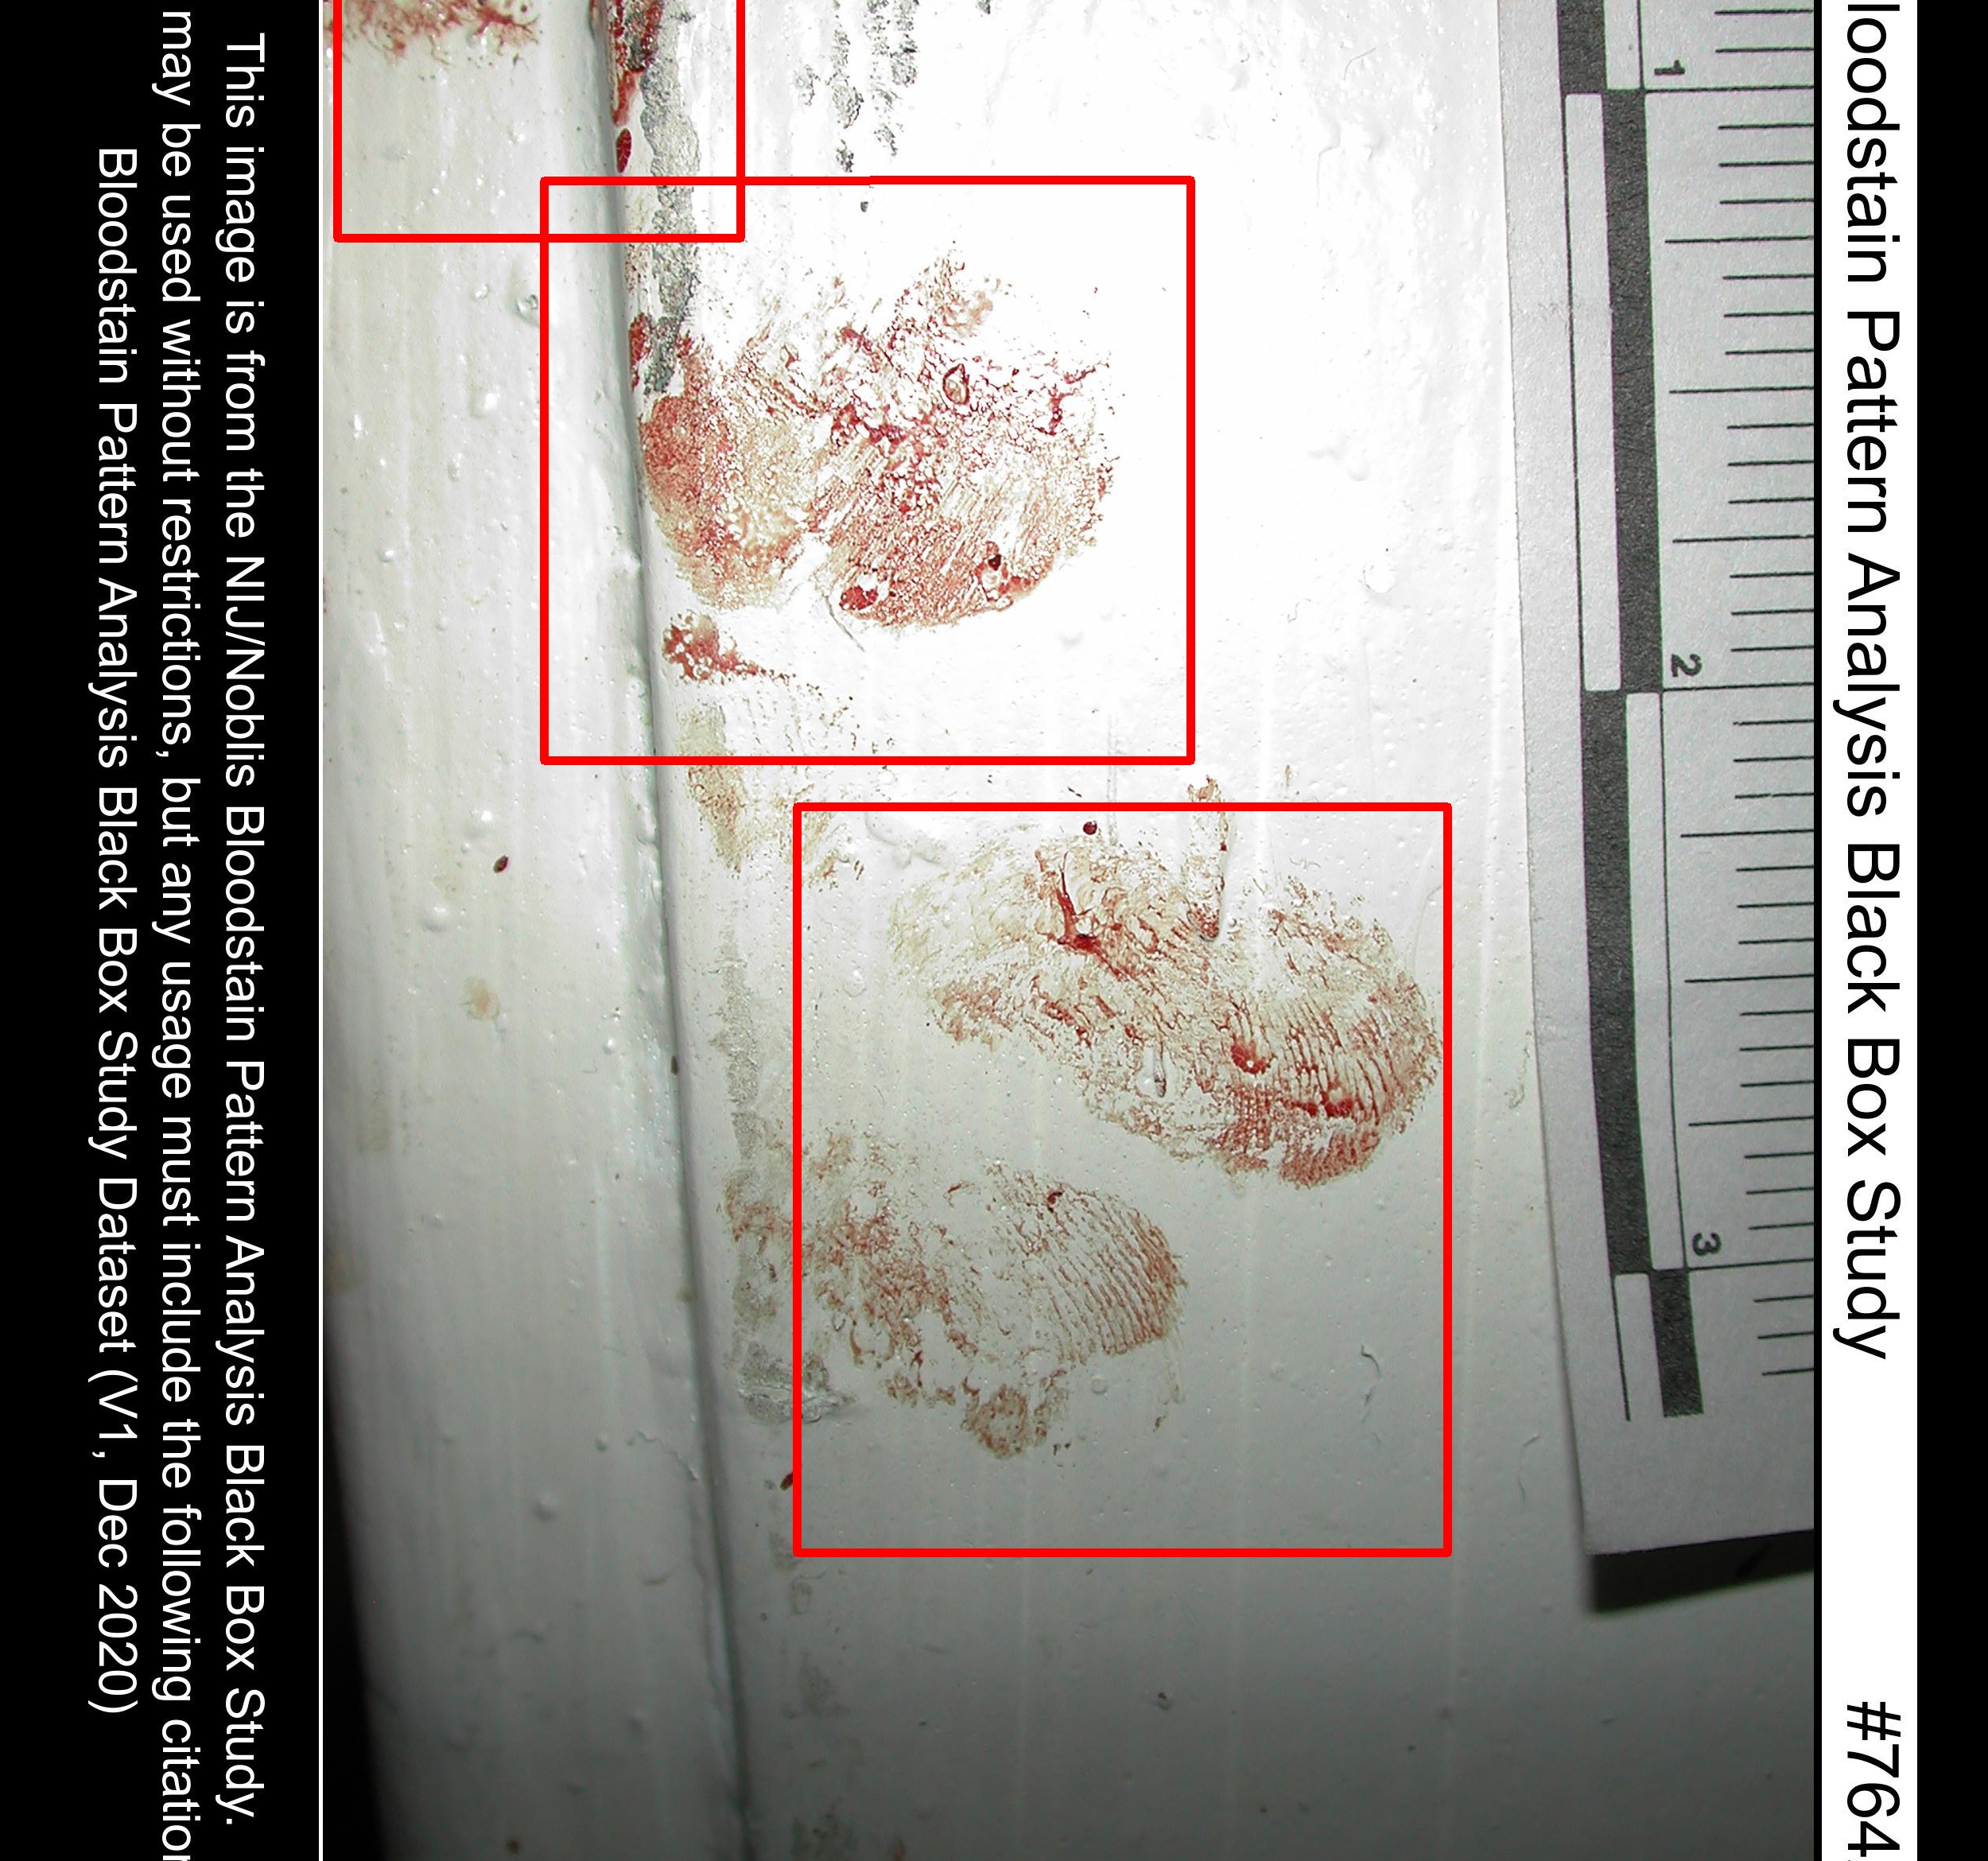 loodstain Pattern Analysis Black Box Study #764
1
2
3
This image is from the NIJ/Noblis Bloodstain Pattern Analysis Black Box Study.
may be used without restrictions, but any usage must include the following
Bloodstain Pattern Analysis Black Box Study Dataset (V1, Dec 2020)